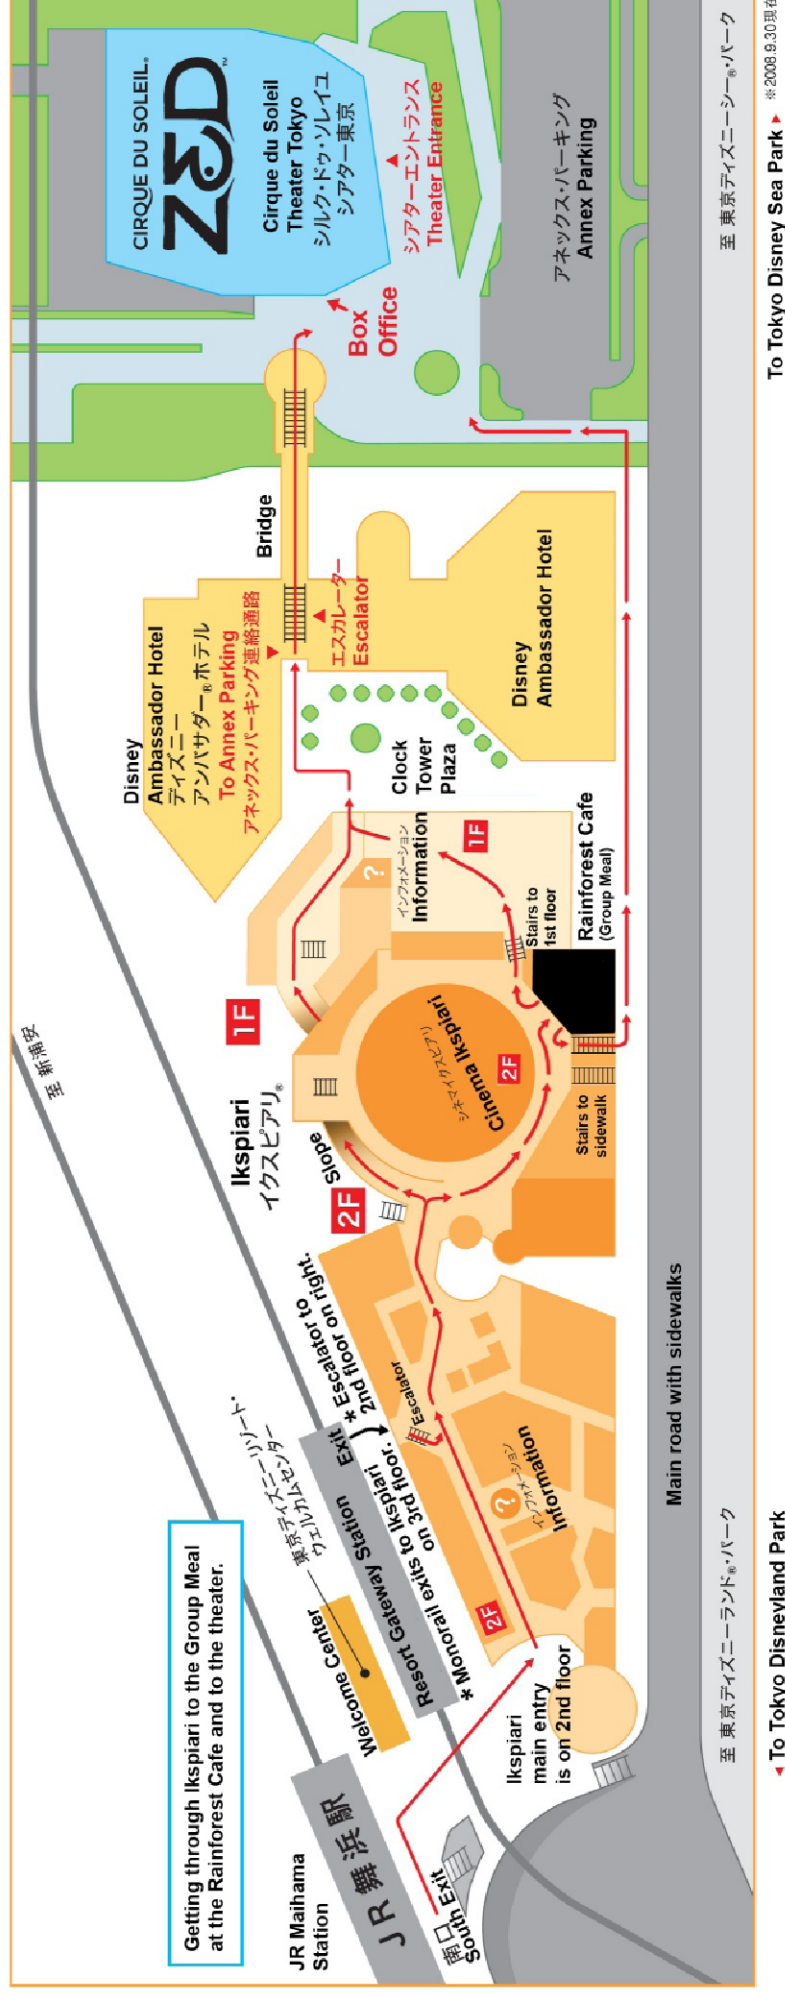 Getting through Ikspiari to the Group Meal
at the Rainforest Cafe and to the theater.
JR Maihama
Station
JR 舞浜駅
南口
South Exit
Welcome Center
東京ディズニーリゾート・
ウェルカムセンター
Resort Gateway Station
Exit
* Escalator to
2nd floor on right.
* Monorail exits to Ikspiari
on 3rd floor.
Ikspiari
main entry
is on 2nd floor
2F
?
インフォメーション
Information
Escalator
至 新浦安
Ikspiari
イクスピアリ®
2F
Slope
1F
シネマイクスピアリ
Cinema Ikspiari
2F
Stairs to
sidewalk
Stairs to
1st floor
Rainforest Cafe
(Group Meal)
?
インフォメーション
Information
1F
Clock
Tower
Plaza
Disney
Ambassador Hotel
ディズニー
アンバサダー®ホテル
To Annex Parking
アネックス・パーキング連絡通路
エスカレーター
Escalator
Disney
Ambassador Hotel
Bridge
Box
Office
CIRQUE DU SOLEIL®
ZED™
Cirque du Soleil
Theater Tokyo
シルク・ドゥ・ソレイユ
シアター東京
シアターエントランス
Theater Entrance
アネックス・パーキング
Annex Parking
Main road with sidewalks
至 東京ディズニーランド®・パーク
至 東京ディズニーシー®・パーク
To Tokyo Disneyland Park
To Tokyo Disney Sea Park
※2008.9.30現在